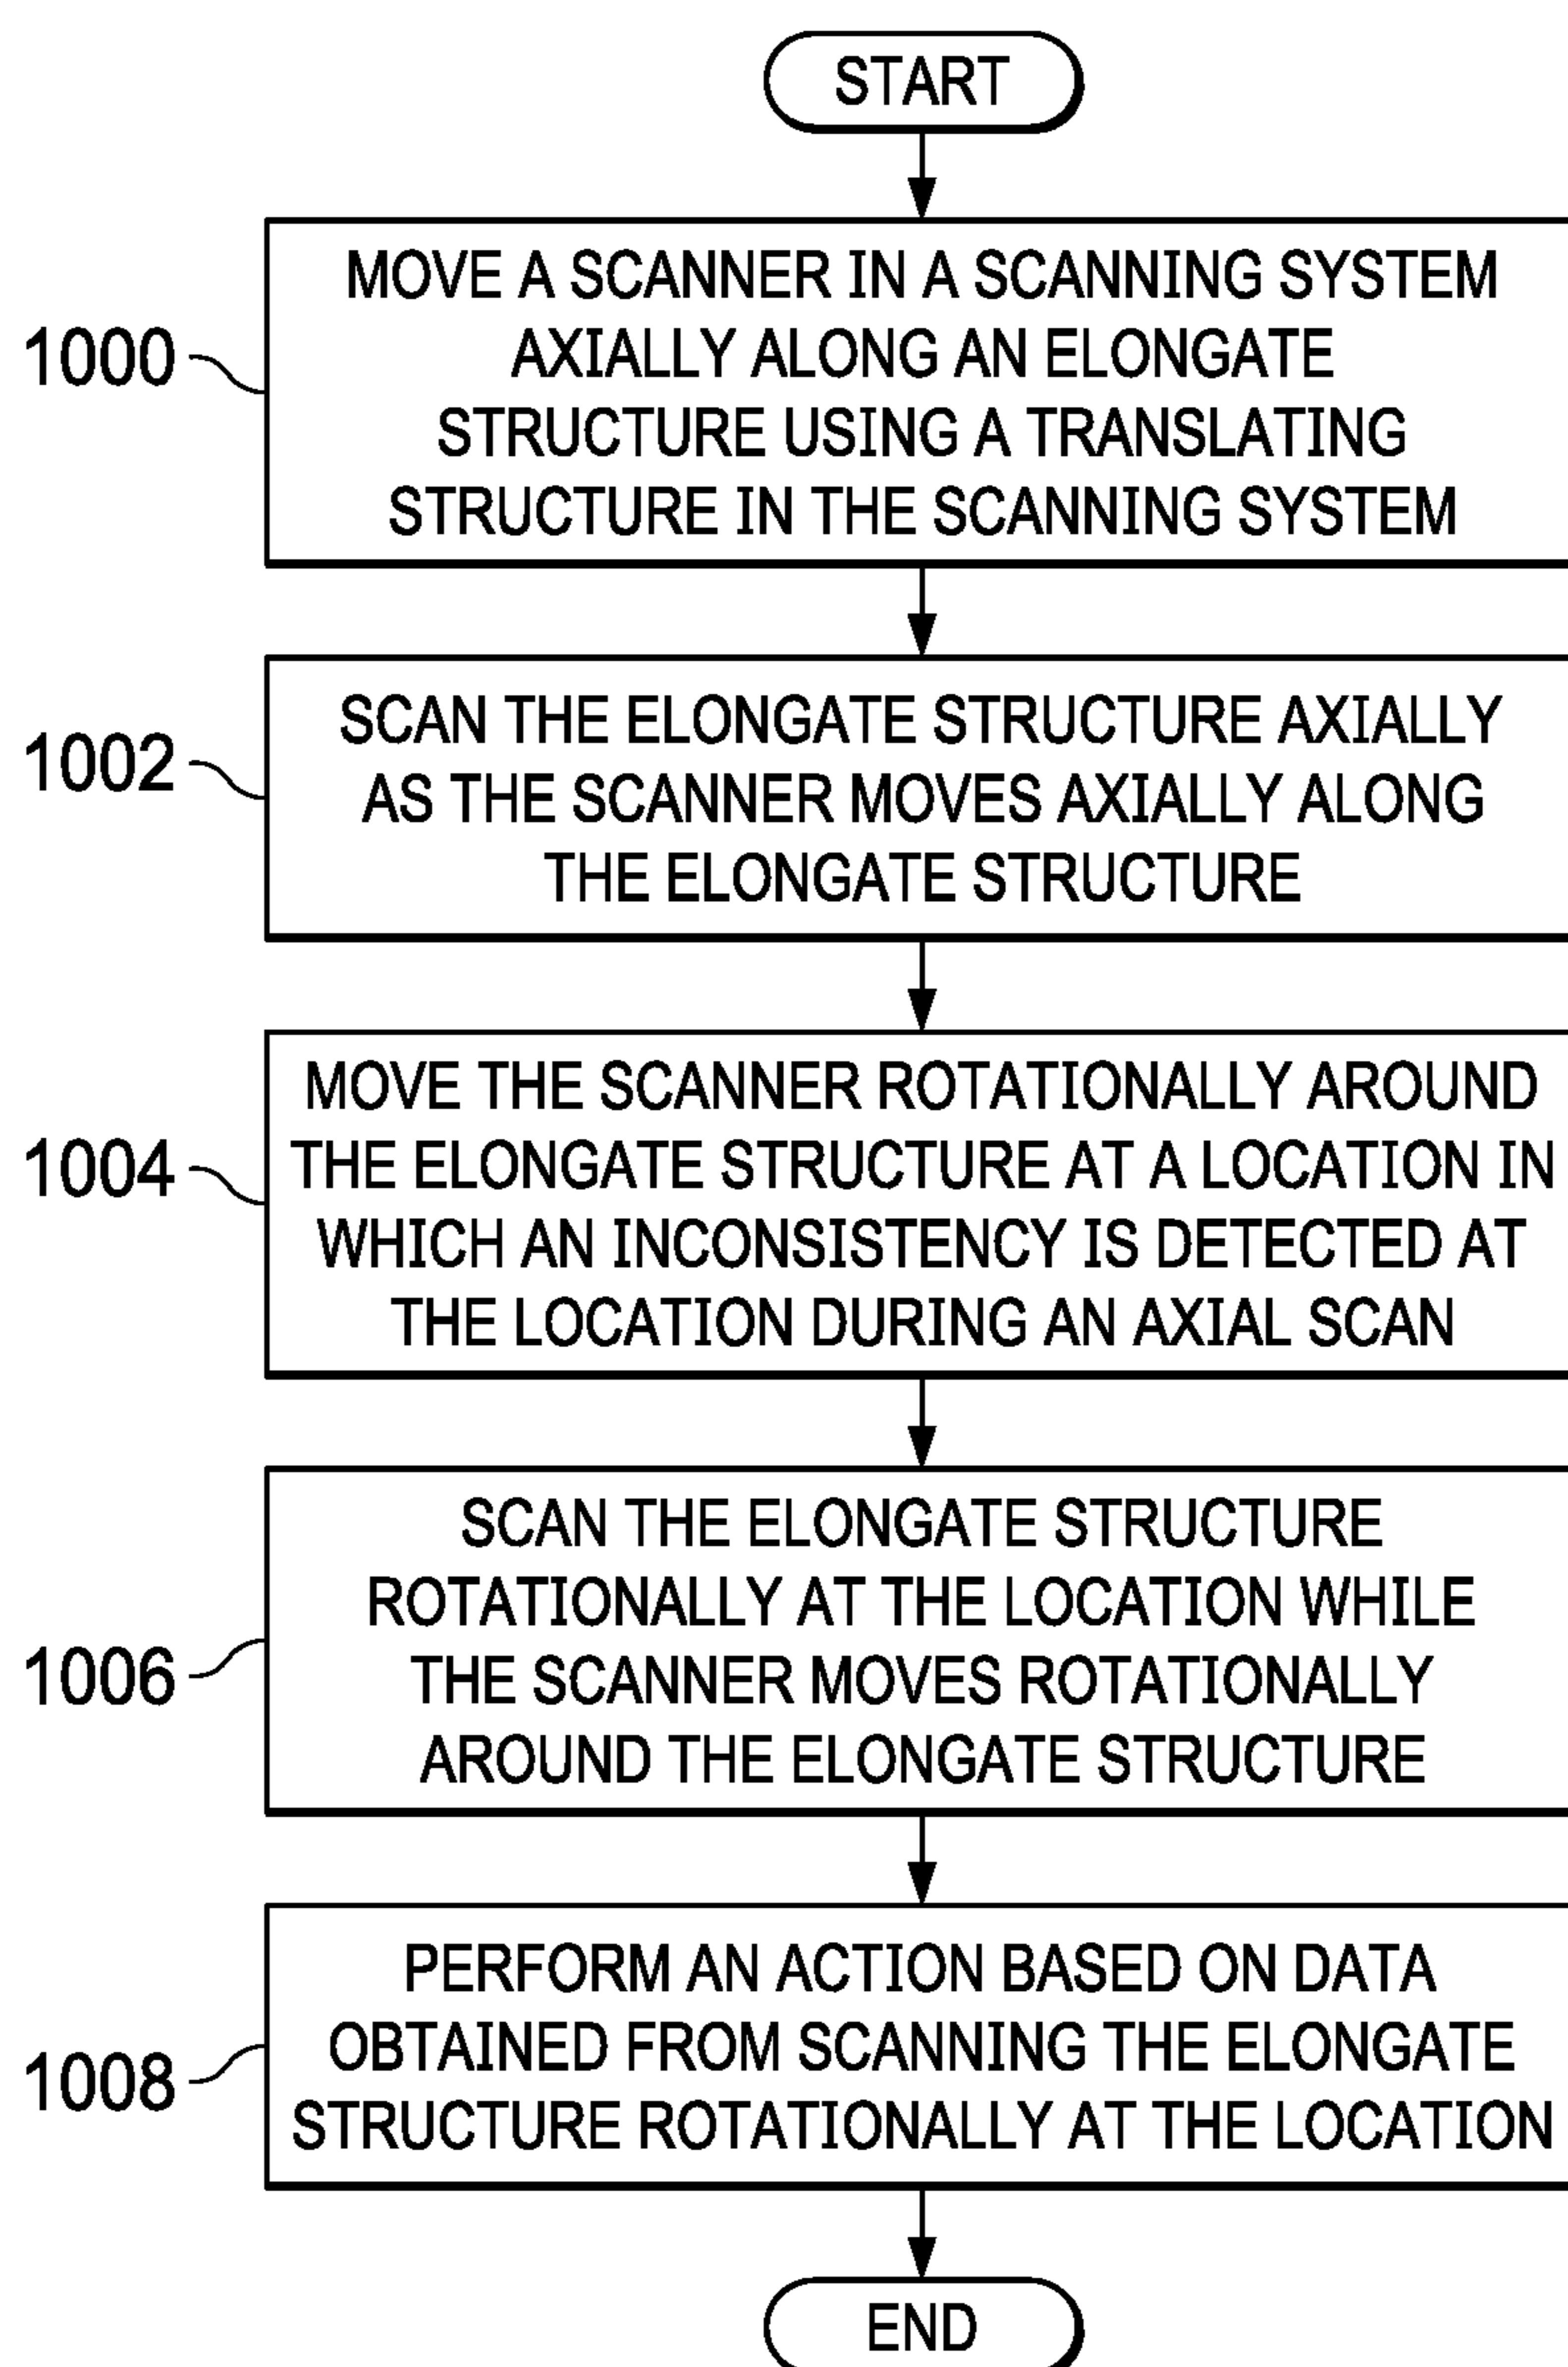 START
1000
MOVE A SCANNER IN A SCANNING SYSTEM
AXIALLY ALONG AN ELONGATE
STRUCTURE USING A TRANSLATING
STRUCTURE IN THE SCANNING SYSTEM
1002
SCAN THE ELONGATE STRUCTURE AXIALLY
AS THE SCANNER MOVES AXIALLY ALONG
THE ELONGATE STRUCTURE
1004
MOVE THE SCANNER ROTATIONALLY AROUND
THE ELONGATE STRUCTURE AT A LOCATION IN
WHICH AN INCONSISTENCY IS DETECTED AT
THE LOCATION DURING AN AXIAL SCAN
1006
SCAN THE ELONGATE STRUCTURE
ROTATIONALLY AT THE LOCATION WHILE
THE SCANNER MOVES ROTATIONALLY
AROUND THE ELONGATE STRUCTURE
1008
PERFORM AN ACTION BASED ON DATA
OBTAINED FROM SCANNING THE ELONGATE
STRUCTURE ROTATIONALLY AT THE LOCATION
END